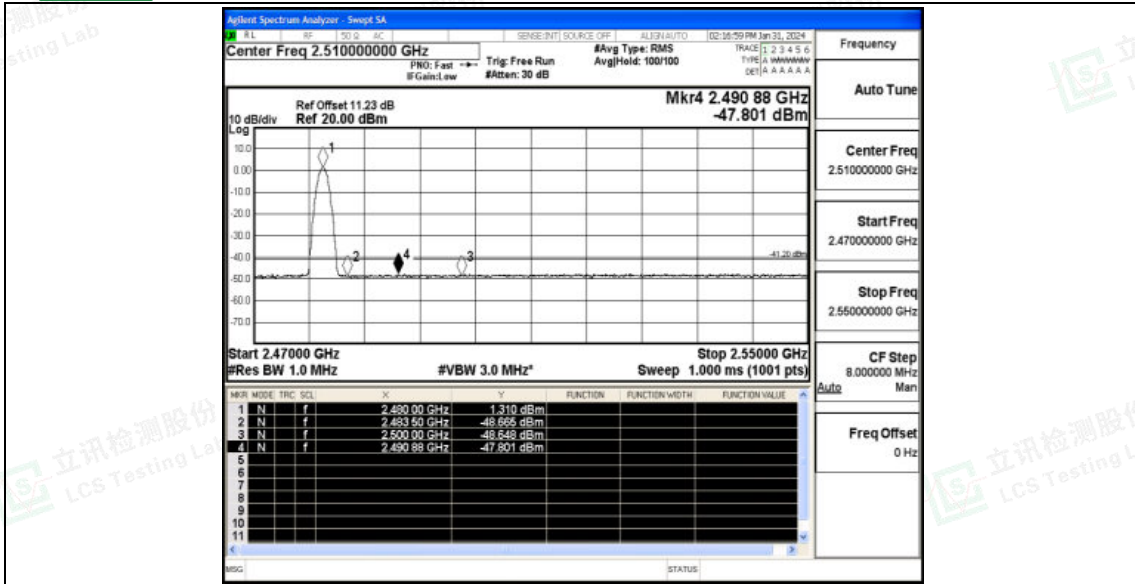 Agilent Spectrum Analyzer - Swept SA
RL RF 50 Ω AC SENSE:INT SOURCE OFF ALIGN AUTO 02:16:59 PM Jan 31, 2024
Center Freq 2.510000000 GHz
PNO: Fast
IFGain:Low
Trig: Free Run
#Atten: 30 dB
#Avg Type: RMS
Avg|Hold: 100/100
TRACE 1 2 3 4 5 6
TYPE A WWWWW
DET A A A A A A
Frequency
Auto Tune
Center Freq
2.510000000 GHz
Start Freq
2.470000000 GHz
Stop Freq
2.550000000 GHz
CF Step
8.000000 MHz
Auto Man
Freq Offset
0 Hz
Mkr4 2.490 88 GHz
-47.801 dBm
Ref Offset 11.23 dB
10 dB/div Ref 20.00 dBm
Log
10.0
0.00
-10.0
-20.0
-30.0
-40.0
-50.0
-60.0
-70.0
1
2
4
3
-41.20 dBm
Start 2.47000 GHz Stop 2.55000 GHz
#Res BW 1.0 MHz #VBW 3.0 MHz* Sweep 1.000 ms (1001 pts)
MKR MODE TRC SCL X Y FUNCTION FUNCTION WIDTH FUNCTION VALUE
1 N f 2.480 00 GHz 1.310 dBm
2 N f 2.483 50 GHz -48.665 dBm
3 N f 2.500 00 GHz -48.648 dBm
4 N f 2.490 88 GHz -47.801 dBm
5
6
7
8
9
10
11
MSG STATUS
立讯检测股份
LCS Testing Lab
立讯检测股份
LCS Testing L